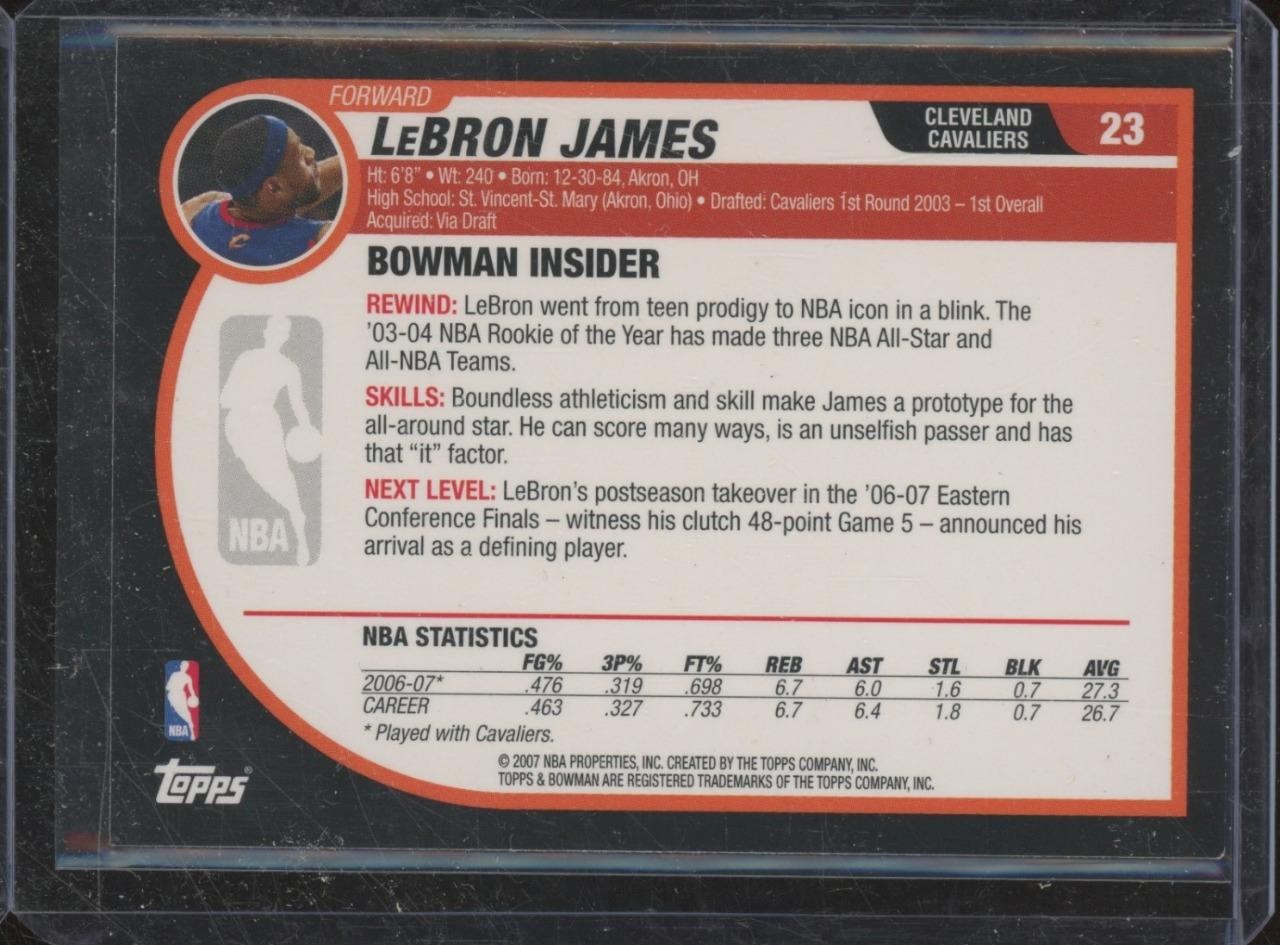 FORWARD
LeBRON JAMES
CLEVELAND
CAVALIERS
23
Ht: 6'8" • Wt: 240 • Born: 12-30-84, Akron, OH
High School: St. Vincent-St. Mary (Akron, Ohio) • Drafted: Cavaliers 1st Round 2003 – 1st Overall
Acquired: Via Draft
BOWMAN INSIDER
REWIND: LeBron went from teen prodigy to NBA icon in a blink. The
'03-04 NBA Rookie of the Year has made three NBA All-Star and
All-NBA Teams.
SKILLS: Boundless athleticism and skill make James a prototype for the
all-around star. He can score many ways, is an unselfish passer and has
that "it" factor.
NEXT LEVEL: LeBron's postseason takeover in the '06-07 Eastern
Conference Finals – witness his clutch 48-point Game 5 – announced his
arrival as a defining player.
NBA
NBA STATISTICS
FG% 3P% FT% REB AST STL BLK AVG
2006-07* .476 .319 .698 6.7 6.0 1.6 0.7 27.3
CAREER .463 .327 .733 6.7 6.4 1.8 0.7 26.7
* Played with Cavaliers.
NBA
Topps®
© 2007 NBA PROPERTIES, INC. CREATED BY THE TOPPS COMPANY, INC.
TOPPS & BOWMAN ARE REGISTERED TRADEMARKS OF THE TOPPS COMPANY, INC.